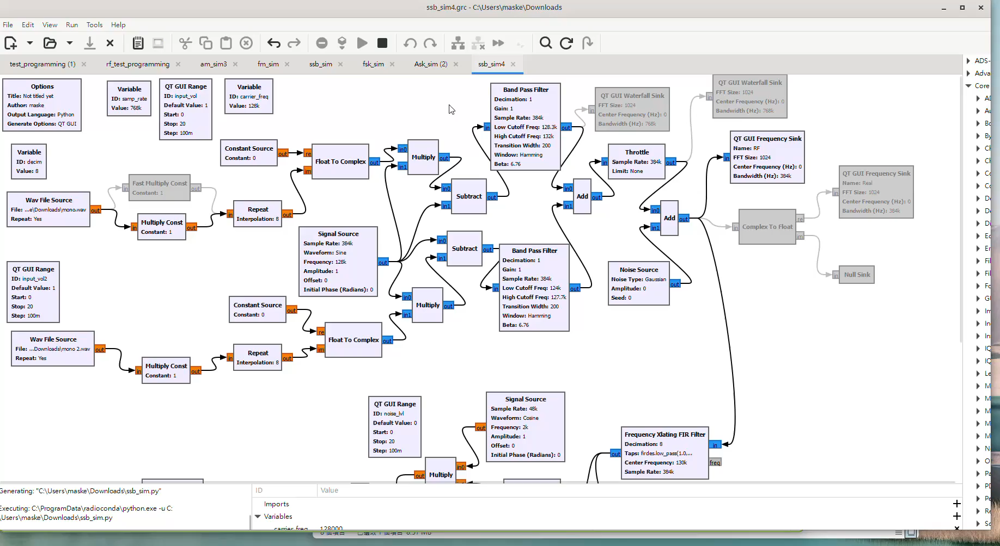 ssb_sim4.grc - C:\Users\maske\Downloads
File Edit View Run Tools Help
test_programming (1) rf_test_programming am_sim3 fm_sim ssb_sim fsk_sim Ask_sim (2) ssb_sim4
Options
Title: Not titled yet
Author: maske
Output Language: Python
Generate Options: QT GUI
Variable
ID: samp_rate
Value: 768k
QT GUI Range
ID: input_vol
Default Value: 1
Start: 0
Stop: 20
Step: 100m
Variable
ID: carrier_freq
Value: 128k
Variable
ID: decim
Value: 8
Wav File Source
File: ...e\Downloads\mono.wav
Repeat: Yes
out
in
Fast Multiply Const
Constant: 1
out
in
Multiply Const
Constant: 1
out
in
Repeat
Interpolation: 8
out
Constant Source
Constant: 0
out
re
im
Float To Complex
out
in0
in1
Multiply
out
in0
in1
Subtract
out
Signal Source
Sample Rate: 384k
Waveform: Sine
Frequency: 128k
Amplitude: 1
Offset: 0
Initial Phase (Radians): 0
out
in0
in1
Subtract
out
in
Band Pass Filter
Decimation: 1
Gain: 1
Sample Rate: 384k
Low Cutoff Freq: 128.3k
High Cutoff Freq: 132k
Transition Width: 200
Window: Hamming
Beta: 6.76
out
in
Band Pass Filter
Decimation: 1
Gain: 1
Sample Rate: 384k
Low Cutoff Freq: 124k
High Cutoff Freq: 127.7k
Transition Width: 200
Window: Hamming
Beta: 6.76
out
in
QT GUI Waterfall Sink
FFT Size: 1024
Center Frequency (Hz): 0
Bandwidth (Hz): 768k
in
QT GUI Waterfall Sink
FFT Size: 1024
Center Frequency (Hz): 0
Bandwidth (Hz): 768k
in0
in1
Add
out
in
Throttle
Sample Rate: 384k
Limit: None
out
in0
in1
Add
out
Noise Source
Noise Type: Gaussian
Amplitude: 0
Seed: 0
out
in
QT GUI Frequency Sink
Name: RF
FFT Size: 1024
Center Frequency (Hz): 0
Bandwidth (Hz): 384k
in
Complex To Float
re
im
in
QT GUI Frequency Sink
Name: Real
FFT Size: 1024
Center Frequency (Hz): 0
Bandwidth (Hz): 384k
in
Null Sink
QT GUI Range
ID: input_vol2
Default Value: 1
Start: 0
Stop: 20
Step: 100m
Wav File Source
File: ...Downloads\mono 2.wav
Repeat: Yes
out
in
Multiply Const
Constant: 1
out
in
Repeat
Interpolation: 8
out
Constant Source
Constant: 0
out
re
im
Float To Complex
out
in0
in1
Multiply
out
QT GUI Range
ID: noise_lvl
Default Value: 0
Start: 0
Stop: 20
Step: 100m
out
Signal Source
Sample Rate: 48k
Waveform: Cosine
Frequency: 2k
Amplitude: 1
Offset: 0
Initial Phase (Radians): 0
out
Multiply
in0
out
Frequency Xlating FIR Filter
Decimation: 8
Taps: firdes.low_pass(1.0,...
Center Frequency: 130k
Sample Rate: 384k
in
freq
ADS-
Adva
Core
Generating: "C:\Users\maske\Downloads\ssb_sim.py"
Executing: C:\ProgramData\radioconda\python.exe -u C:
\Users\maske\Downloads\ssb_sim.py
ID Value
Imports
Variables
carrier_freq 128000